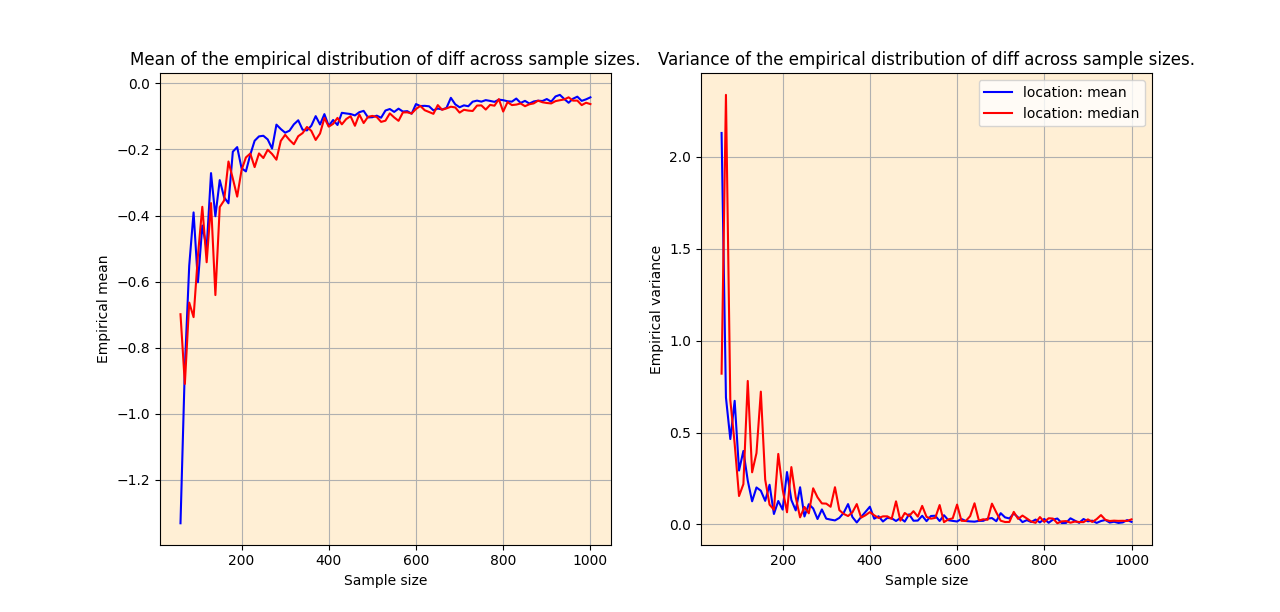 Mean of the empirical distribution of diff across sample sizes.
0.0
−0.2
−0.4
−0.6
−0.8
−1.0
−1.2
Empirical mean
200
400
600
800
1000
Sample size
Variance of the empirical distribution of diff across sample sizes.
location: mean
location: median
2.0
1.5
1.0
0.5
0.0
Empirical variance
200
400
600
800
1000
Sample size